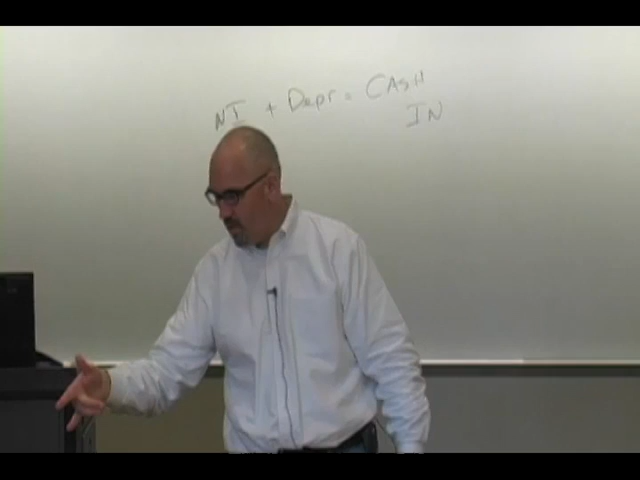 NI + Depr = CASH
IN